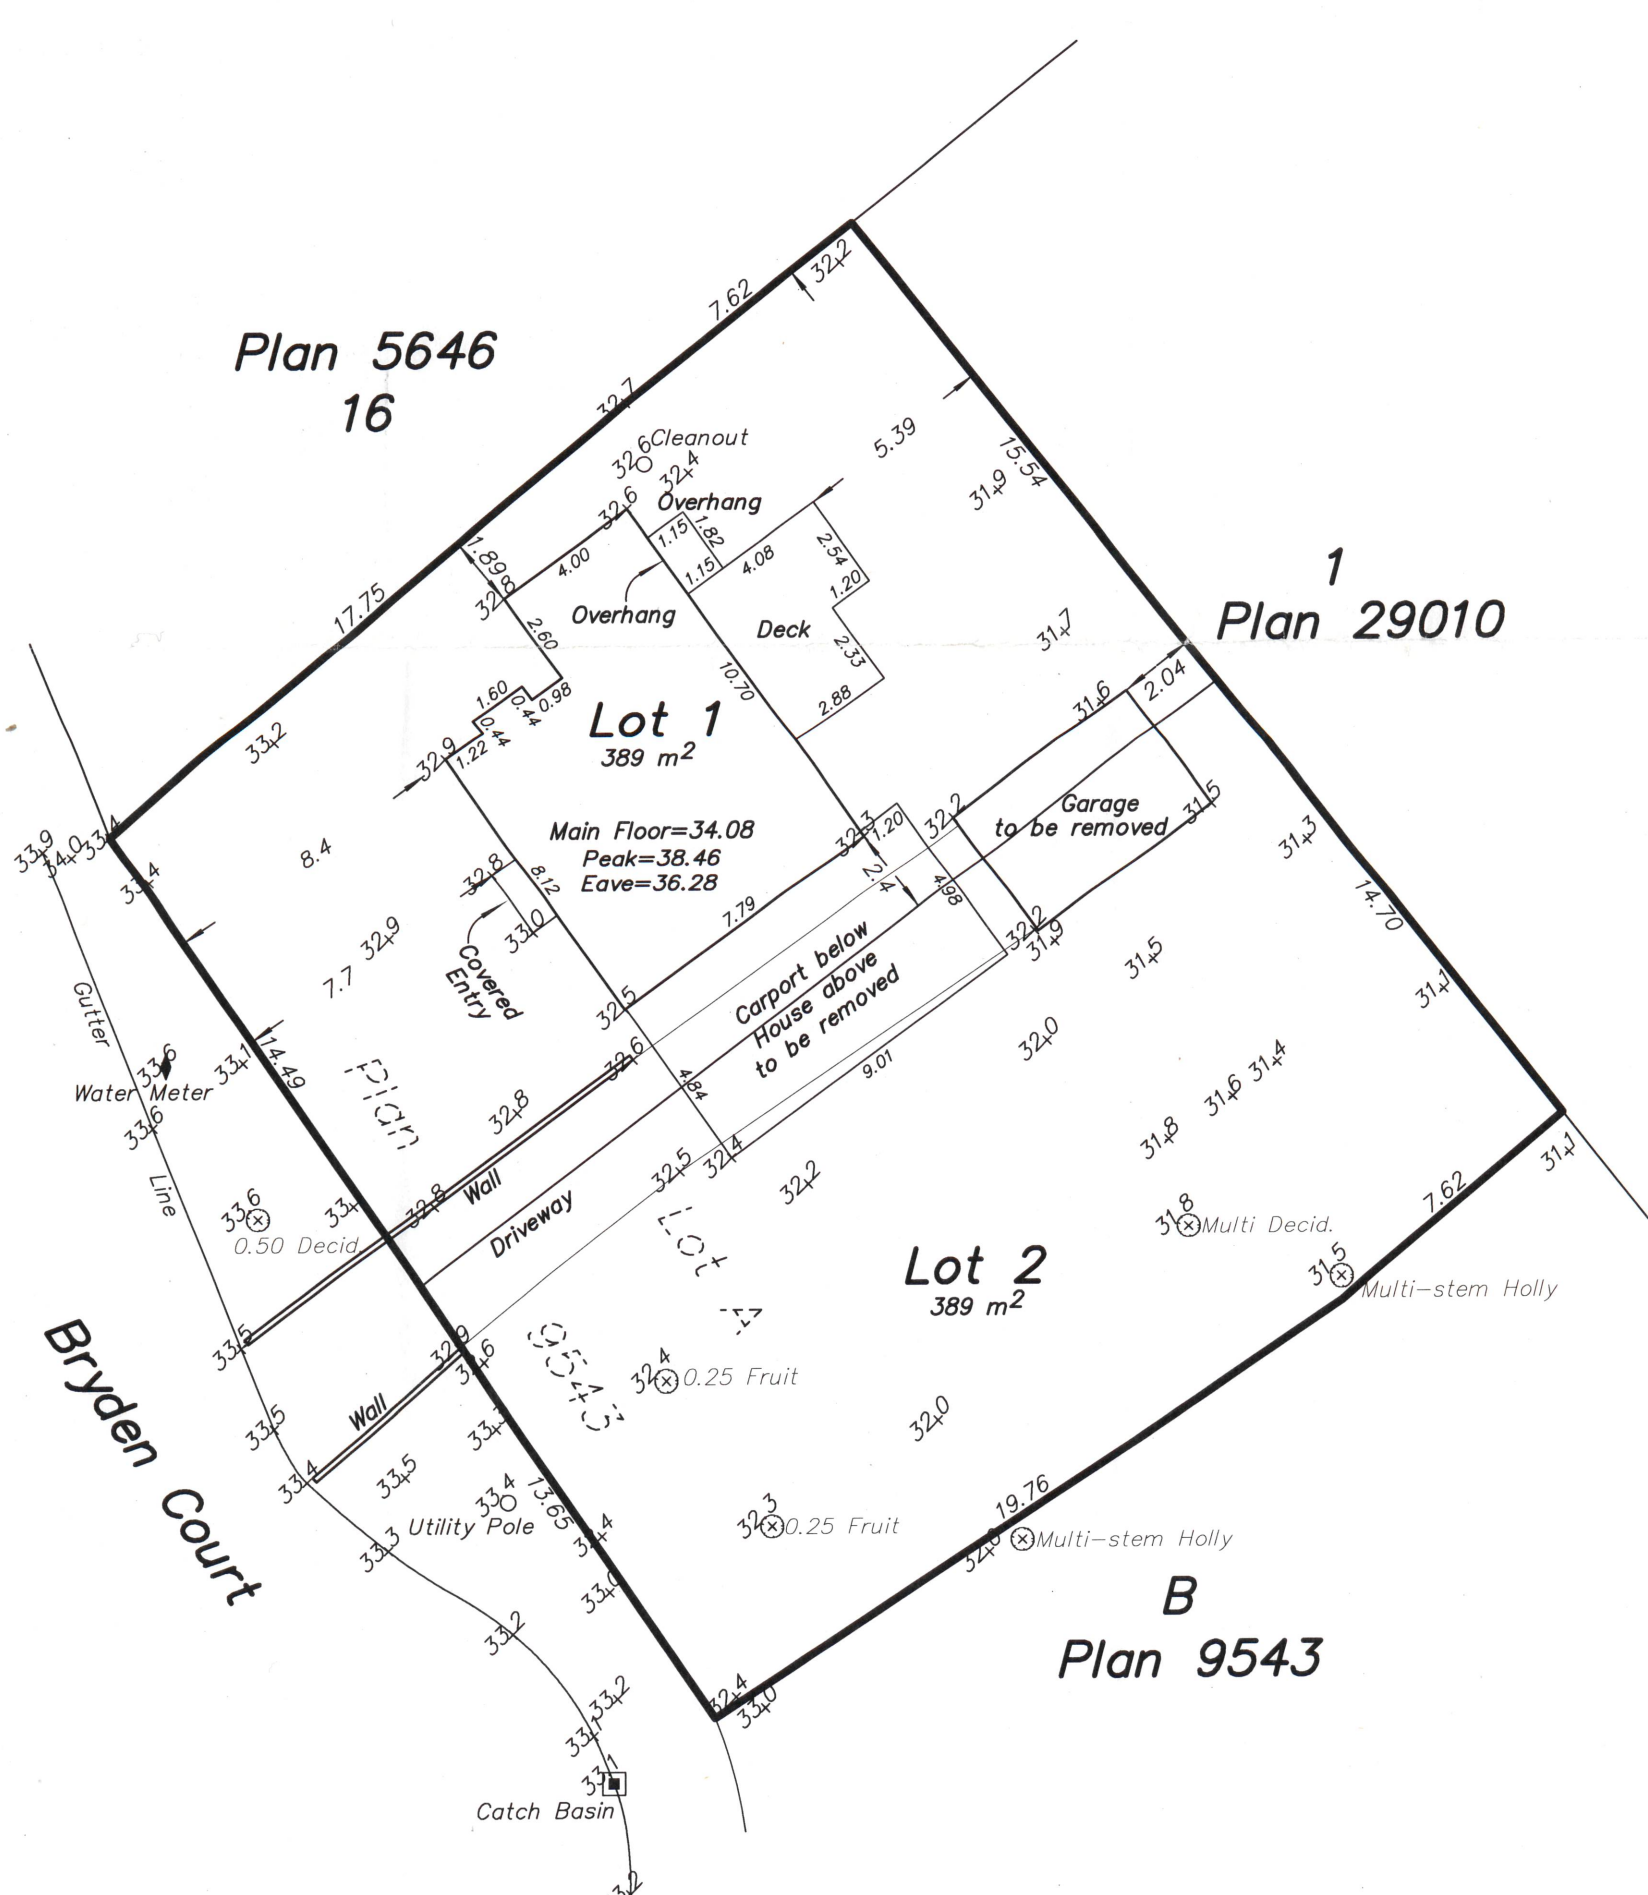 32.2
7.62
Plan 5646
16
32.7
Cleanout
32.6
32.4
Overhang
5.39
15.54
31.9
32.6
1.15
1.82
1.89
4.00
1.15
4.08
2.54
1.20
32.8
17.75
Overhang
Deck
2.60
2.33
31.7
1
Plan 29010
10.70
2.88
31.6
2.04
1.60
0.44
0.98
Lot 1
389 m2
0.44
1.22
32.9
33.2
Main Floor=34.08
Peak=38.46
Eave=36.28
32.3
1.20
32.2
Garage
to be removed
31.5
31.3
33.9
34.0
33.4
33.4
8.4
32.8
8.12
2.4
4.98
14.70
7.79
33.0
32.9
7.7
Covered
Entry
32.2
31.9
31.5
31.1
Carport below
House above
to be removed
32.5
32.6
Gutter
Line
33.6
Water Meter
33.1
14.49
Plan
32.8
4.84
9.01
32.0
31.4
31.6
31.8
31.1
33.6
32.5
32.4
32.2
Wall
32.8
33.6
0.50 Decid.
Driveway
Lot A
9543
Lot 2
389 m2
31.8
Multi Decid.
7.62
31.5
Multi-stem Holly
33.5
Bryden Court
32.9
32.4
0.25 Fruit
Wall
33.5
33.4
33.5
33.3
32.0
33.4
Utility Pole
13.65
32.3
0.25 Fruit
19.76
Multi-stem Holly
33.3
32.4
33.0
B
Plan 9543
33.2
32.4
33.0
33.2
33.1
33.1
Catch Basin